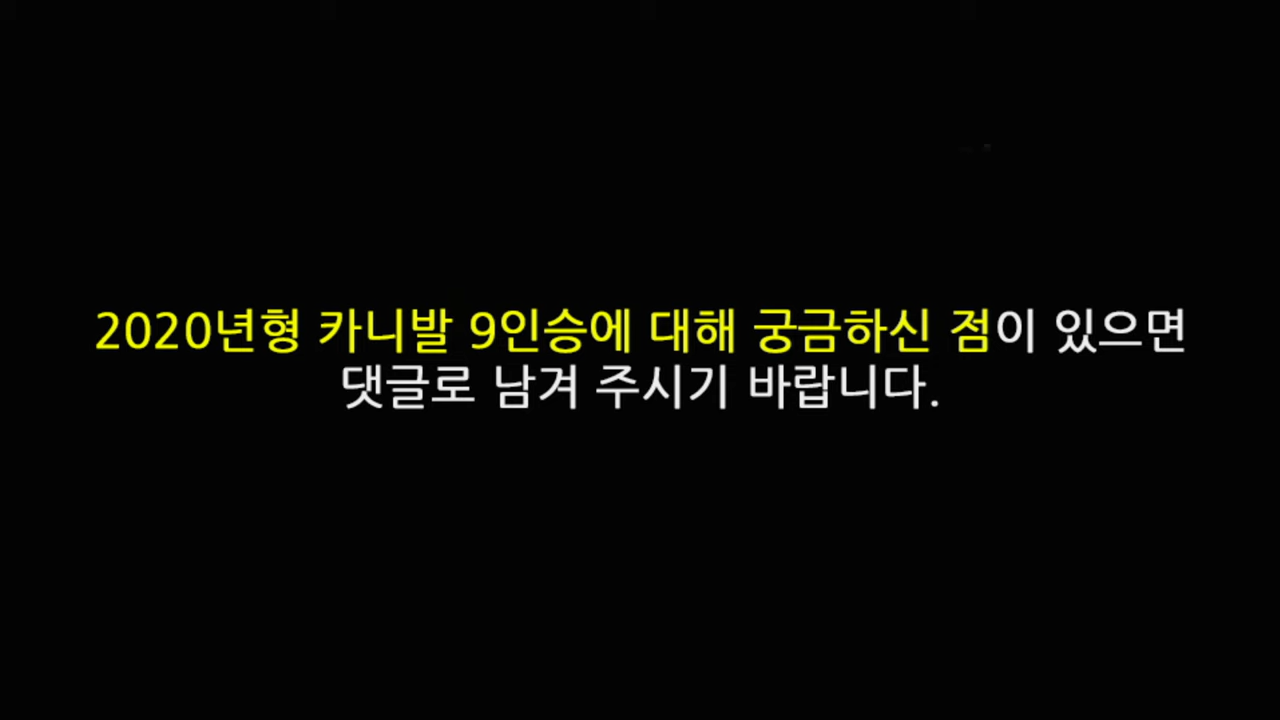 2020년형 카니발 9인승에 대해 궁금하신 점이 있으면
댓글로 남겨 주시기 바랍니다.